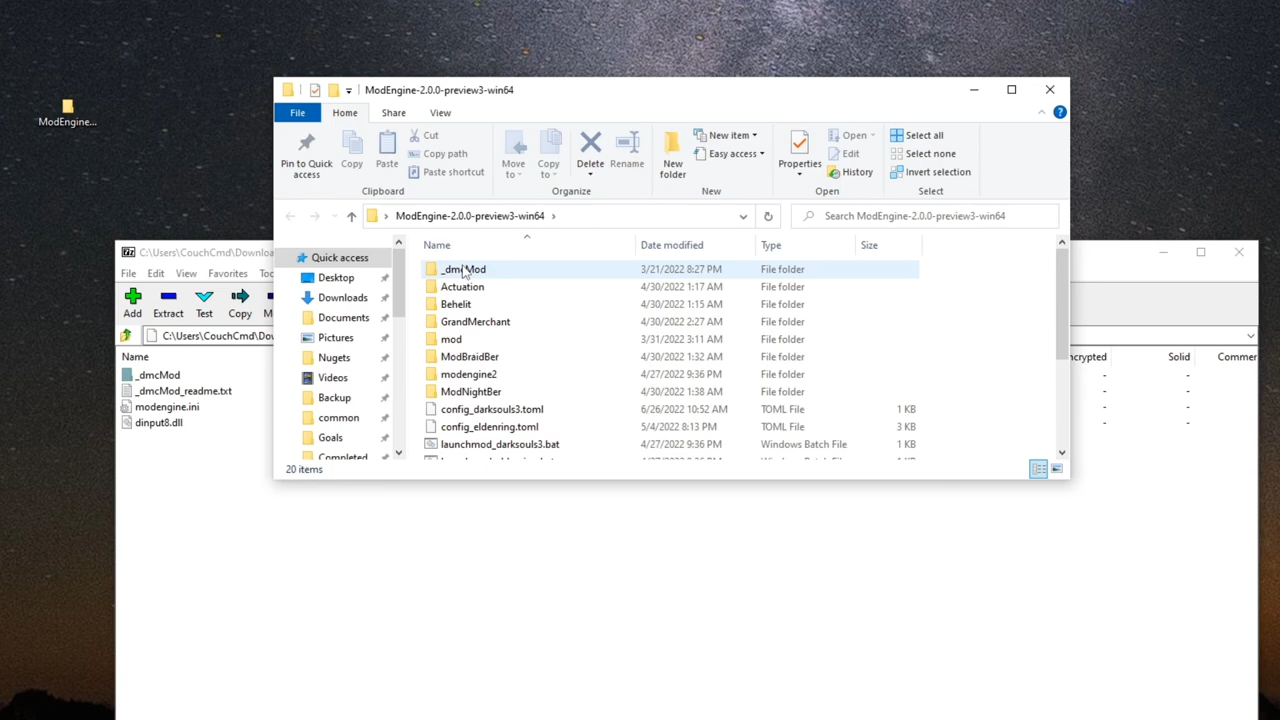 ModEngine...
ModEngine-2.0.0-preview3-win64
File Home Share View
Pin to Quick access
Copy
Paste
Cut
Copy path
Paste shortcut
Clipboard
Move to
Copy to
Delete
Rename
Organize
New folder
New item
Easy access
New
Properties
Open
Edit
History
Open
Select all
Select none
Invert selection
Select
ModEngine-2.0.0-preview3-win64
Search ModEngine-2.0.0-preview3-win64
Quick access
Desktop
Downloads
Documents
Pictures
Nugets
Videos
Backup
common
Goals
Completed
Name Date modified Type Size
_dmcMod 3/21/2022 8:27 PM File folder
Actuation 4/30/2022 1:17 AM File folder
Behelit 4/30/2022 1:15 AM File folder
GrandMerchant 4/30/2022 2:27 AM File folder
mod 3/31/2022 3:11 AM File folder
ModBraidBer 4/30/2022 1:32 AM File folder
modengine2 4/27/2022 9:36 PM File folder
ModNightBer 4/30/2022 1:38 AM File folder
config_darksouls3.toml 6/26/2022 10:52 AM TOML File 1 KB
config_eldenring.toml 5/4/2022 8:13 PM TOML File 3 KB
launchmod_darksouls3.bat 4/27/2022 9:36 PM Windows Batch File 1 KB
20 items
C:\Users\CouchCmd\Downloa
File Edit View Favorites Too
Add Extract Test Copy M
C:\Users\CouchCmd\Dow
Name
_dmcMod
_dmcMod_readme.txt
modengine.ini
dinput8.dll
crypted Solid Commer
- -
- -
- -
- -